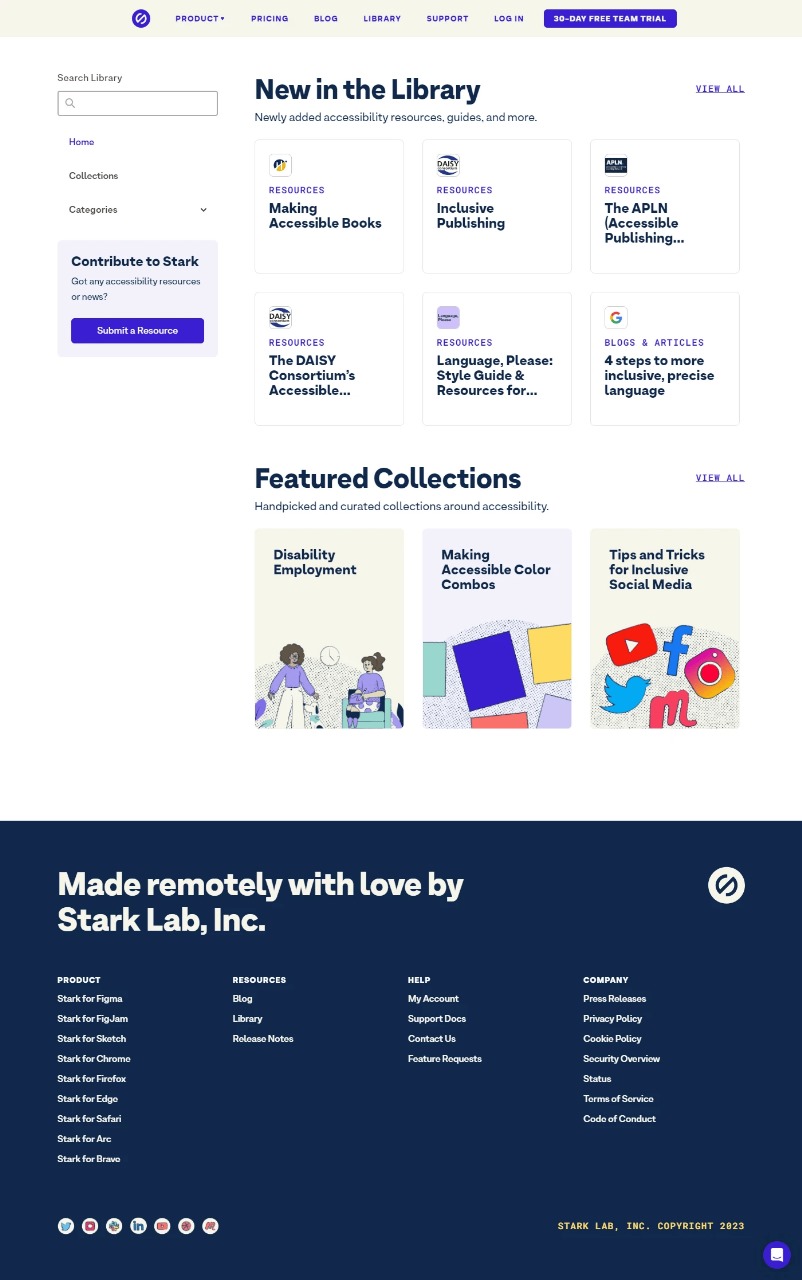 PRODUCT PRICING BLOG LIBRARY SUPPORT LOG IN 30-DAY FREE TEAM TRIAL
Search Library
Home
Collections
Categories
Contribute to Stark
Got any accessibility resources
or news?
Submit a Resource
New in the Library
VIEW ALL
Newly added accessibility resources, guides, and more.
RESOURCES
Making
Accessible Books
DAISY
RESOURCES
Inclusive
Publishing
APLN
RESOURCES
The APLN
(Accessible
Publishing...
DAISY
RESOURCES
The DAISY
Consortium's
Accessible...
Language,
Please.
RESOURCES
Language, Please:
Style Guide &
Resources for...
G
BLOGS & ARTICLES
4 steps to more
inclusive, precise
language
Featured Collections
VIEW ALL
Handpicked and curated collections around accessibility.
Disability
Employment
Making
Accessible Color
Combos
Tips and Tricks
for Inclusive
Social Media
Made remotely with love by
Stark Lab, Inc.
PRODUCT
Stark for Figma
Stark for FigJam
Stark for Sketch
Stark for Chrome
Stark for Firefox
Stark for Edge
Stark for Safari
Stark for Arc
Stark for Brave
RESOURCES
Blog
Library
Release Notes
HELP
My Account
Support Docs
Contact Us
Feature Requests
COMPANY
Press Releases
Privacy Policy
Cookie Policy
Security Overview
Status
Terms of Service
Code of Conduct
STARK LAB, INC. COPYRIGHT 2023